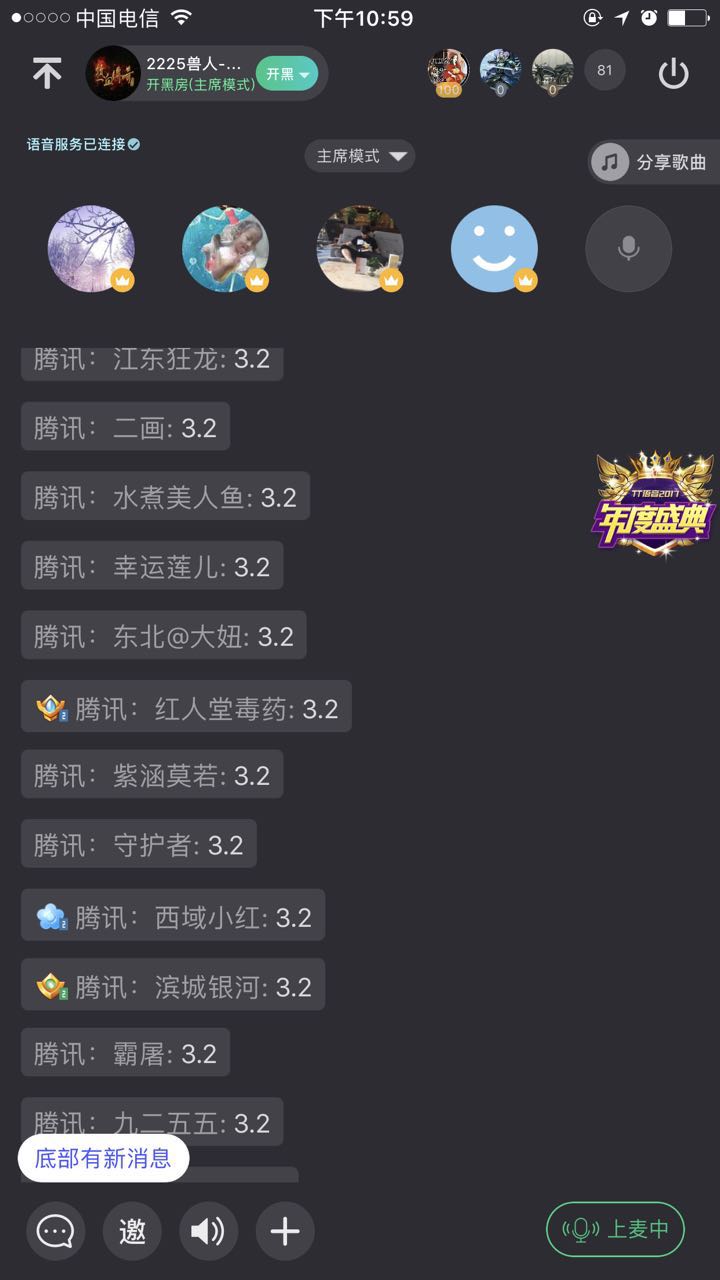 中国电信
下午10:59
2225兽人-...
开黑房(主席模式)
开黑
100
0
0
81
语音服务已连接
主席模式
分享歌曲
腾讯：江东狂龙: 3.2
腾讯：二画: 3.2
腾讯：水煮美人鱼: 3.2
腾讯：幸运莲儿: 3.2
腾讯：东北@大妞: 3.2
2 腾讯：红人堂毒药: 3.2
腾讯：紫涵莫若: 3.2
腾讯：守护者: 3.2
2 腾讯：西域小红: 3.2
2 腾讯：滨城银河: 3.2
腾讯：霸屠: 3.2
腾讯：九二五五: 3.2
TT语音2017
年度盛典
底部有新消息
邀
上麦中